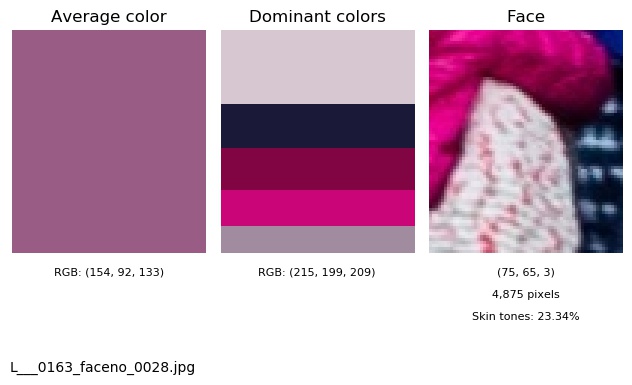 Average color
Dominant colors
Face
RGB: (154, 92, 133)
RGB: (215, 199, 209)
(75, 65, 3)
4,875 pixels
Skin tones: 23.34%
L___0163_faceno_0028.jpg